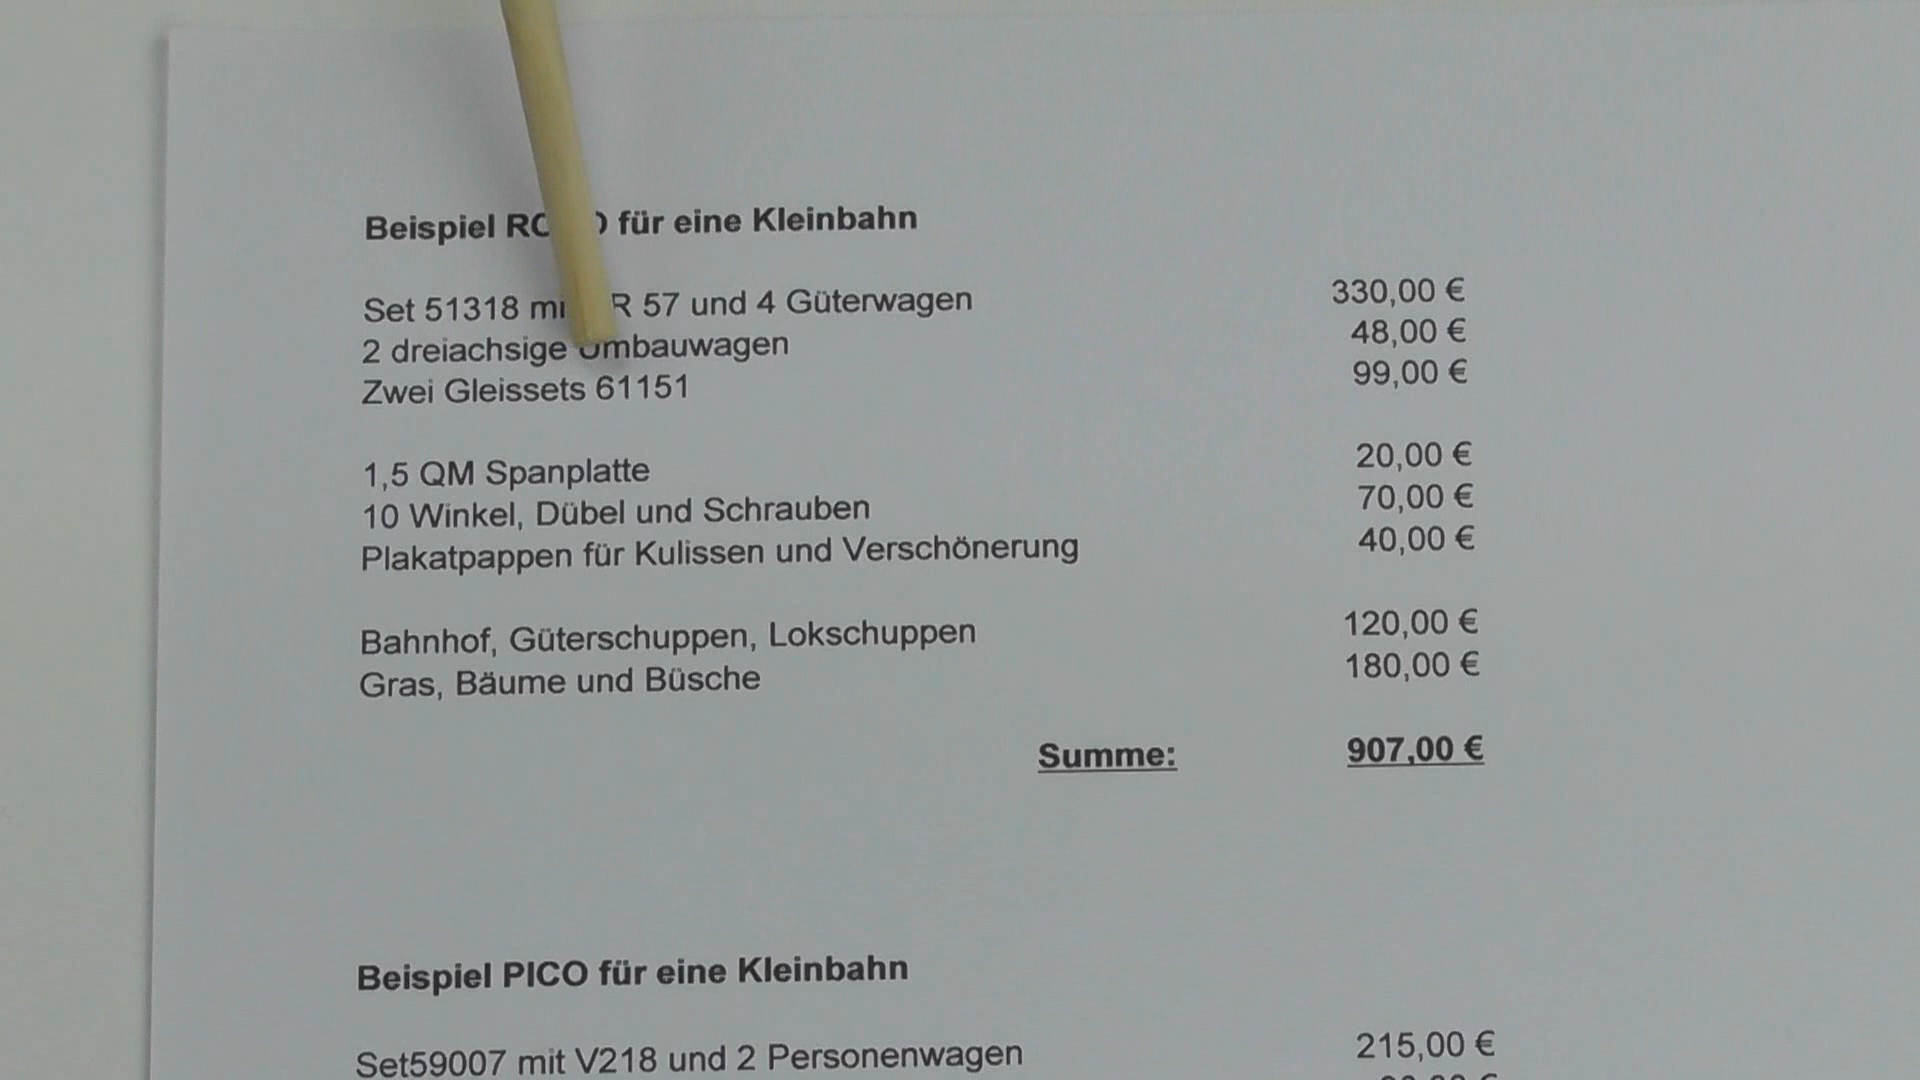 Beispiel für eine Kleinbahn
Set 51318 57 und 4 Güterwagen 330,00 €
2 dreiachsige Umbauwagen 48,00 €
Zwei Gleissets 61151 99,00 €
1,5 QM Spanplatte 20,00 €
10 Winkel, Dübel und Schrauben 70,00 €
Plakatpappen für Kulissen und Verschönerung 40,00 €
Bahnhof, Güterschuppen, Lokschuppen 120,00 €
Gras, Bäume und Büsche 180,00 €
Summe: 907,00 €
Beispiel PICO für eine Kleinbahn
Set59007 mit V218 und 2 Personenwagen 215,00 €